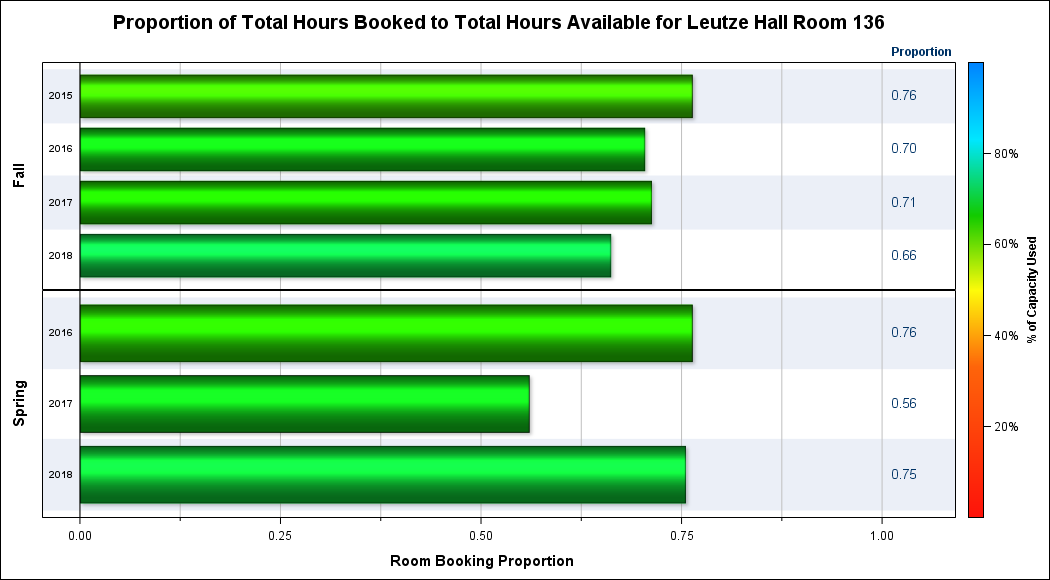 Proportion of Total Hours Booked to Total Hours Available for Leutze Hall Room 136
Proportion
Fall
2015 0.76
2016 0.70
2017 0.71
2018 0.66
Spring
2016 0.76
2017 0.56
2018 0.75
0.00 0.25 0.50 0.75 1.00
Room Booking Proportion
80%
60%
40%
20%
% of Capacity Used